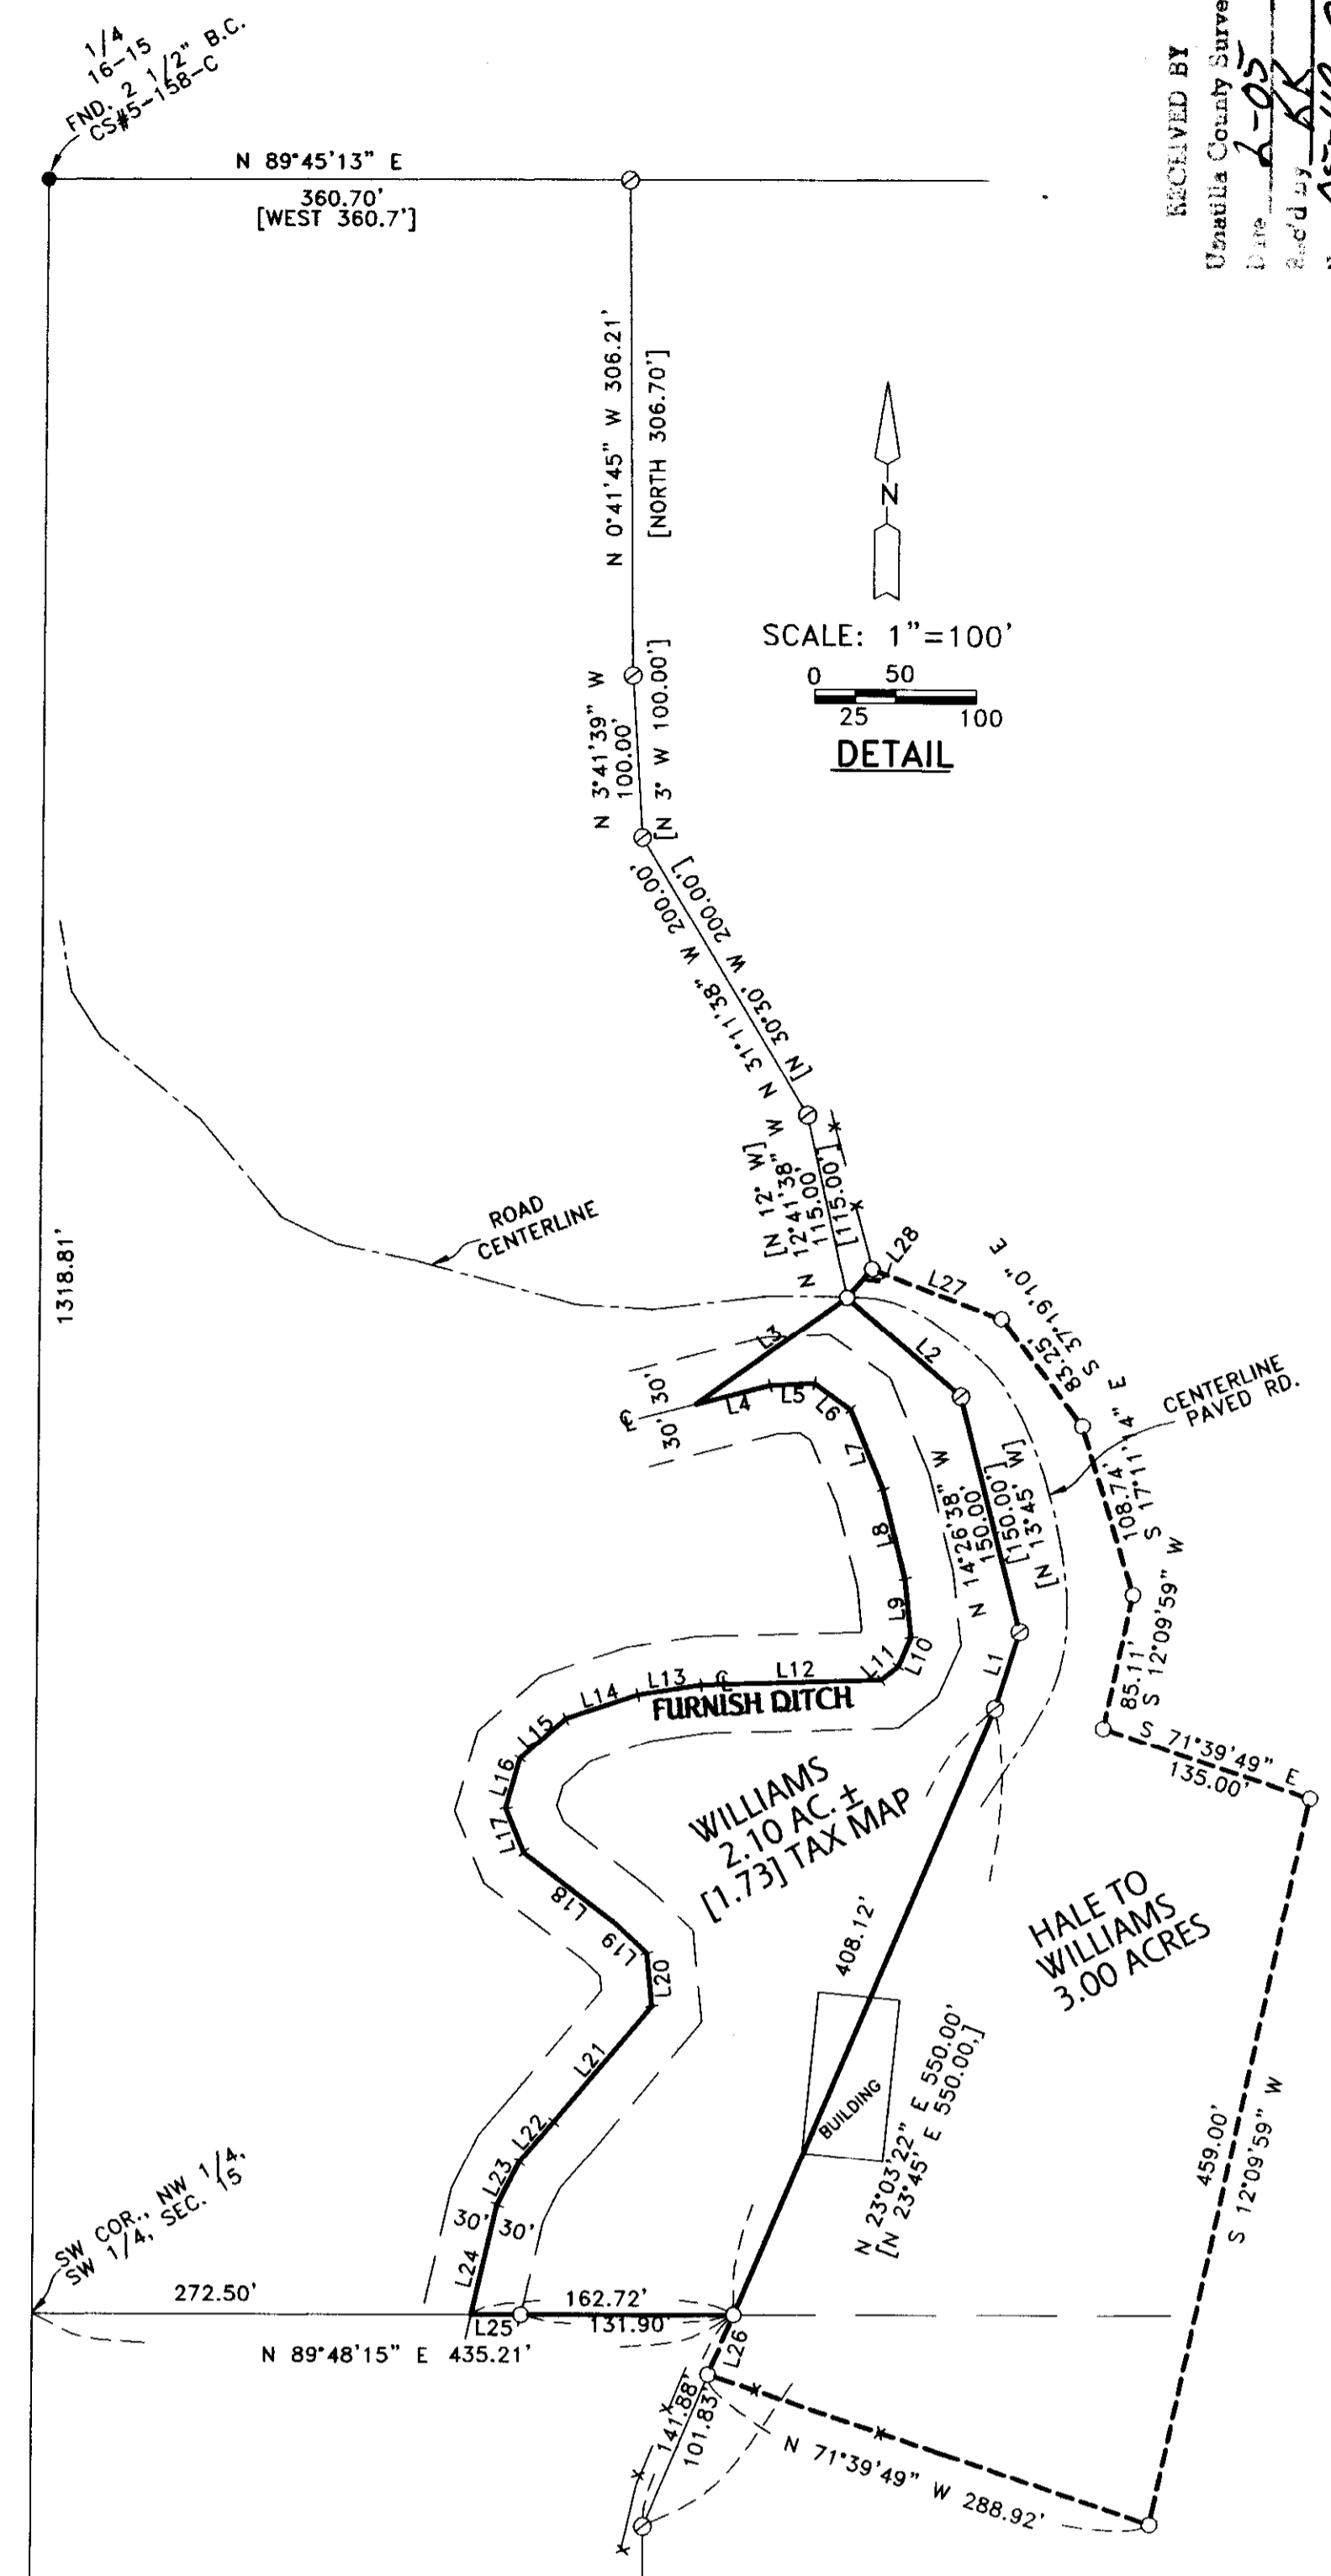 1/4
16-15
FND. 2 1/2" B.C.
CS#5-158-C
RECEIVED BY
Umatilla County Surve
Date 6-05
Rec'd by KK
N 89°45'13" E
360.70'
[WEST 360.7']
N 0°41'45" W 306.21'
[NORTH 306.70']
N
SCALE: 1"=100'
0 50
25 100
DETAIL
N 3°41'39" W
100.00'
[N 3° W 100.00']
N 31°11'38" W 200.00'
[N 30°30' W 200.00']
[N 12° W]
N 12°41'38" W
115.00'
[115.00']
ROAD
CENTERLINE
1318.81'
L28
L27
S 37°19'10" E
83.25'
L3
L2
CENTERLINE
PAVED RD.
30'
30'
L4
L5
L6
L7
L8
L9
L10
L11
L12
L13
L14
L15
L16
L17
L18
L19
L20
L21
L22
L23
L24
N 14°26'38" W
150.00'
[150.00']
[N 13°45' W]
S 17°11'14" E
108.74'
L1
85.11'
S 12°09'59" W
S 71°39'49" E
135.00'
FURNISH DITCH
WILLIAMS
2.10 AC. ±
[1.73] TAX MAP
HALE TO
WILLIAMS
3.00 ACRES
408.12'
BUILDING
N 23°03'22" E 550.00'
[N 23°45' E 550.00,]
459.00'
S 12°09'59" W
30'
30'
SW COR., NW 1/4,
SW 1/4, SEC. 15
272.50'
162.72'
L25
131.90
N 89°48'15" E 435.21'
L26
141.88'
101.83'
N 71°39'49" W 288.92'